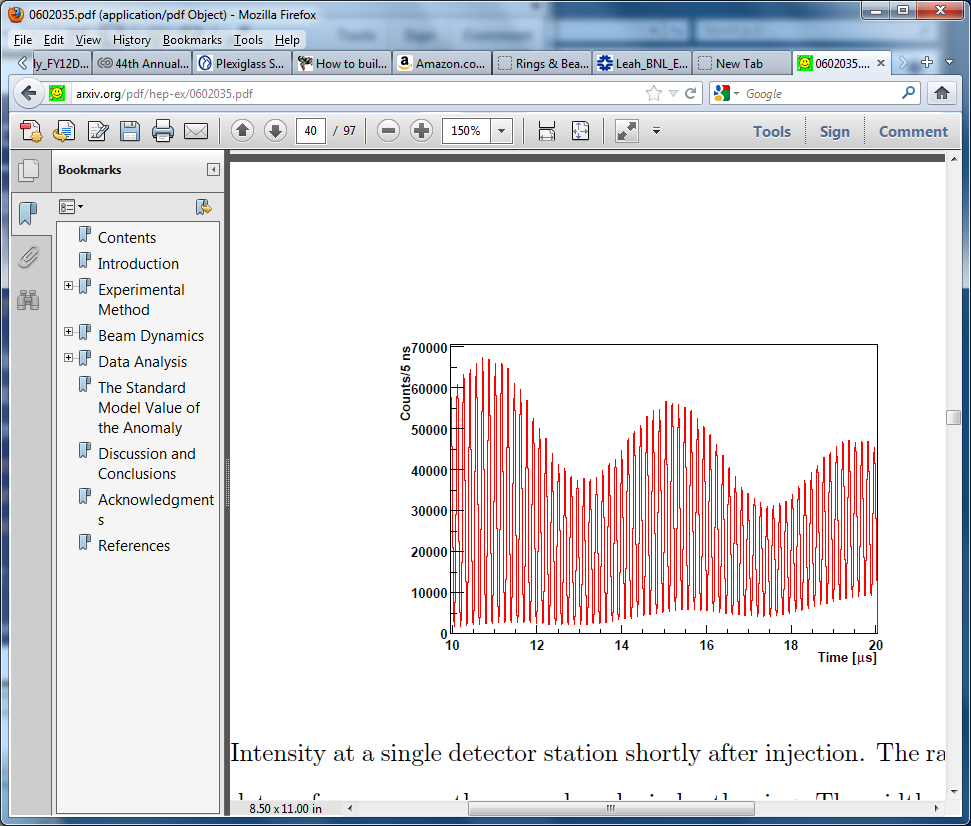 0602035.pdf (application/pdf Object) - Mozilla Firefox
File Edit View History Bookmarks Tools Help
ly_FY12D... 44th Annual... Plexiglass S... How to buil... Amazon.co... Rings & Bea... Leah_BNL_E... New Tab 0602035....
arxiv.org/pdf/hep-ex/0602035.pdf
Google
40 / 97 150% Tools Sign Comment
Bookmarks
Contents
Introduction
Experimental
Method
Beam Dynamics
Data Analysis
The Standard
Model Value of
the Anomaly
Discussion and
Conclusions
Acknowledgment
s
References
Counts/5 ns
70000
60000
50000
40000
30000
20000
10000
0
10 12 14 16 18 20
Time [μs]
Intensity at a single detector station shortly after injection. The ra
8.50 x 11.00 in